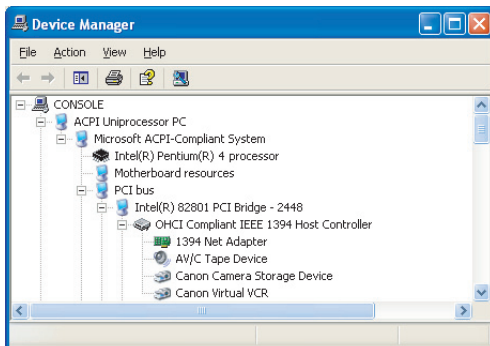 Device Manager
File Action View Help
CONSOLE
ACPI Uniprocessor PC
Microsoft ACPI-Compliant System
Intel(R) Pentium(R) 4 processor
Motherboard resources
PCI bus
Intel(R) 82801 PCI Bridge - 2448
OHCI Compliant IEEE 1394 Host Controller
1394 Net Adapter
AV/C Tape Device
Canon Camera Storage Device
Canon Virtual VCR